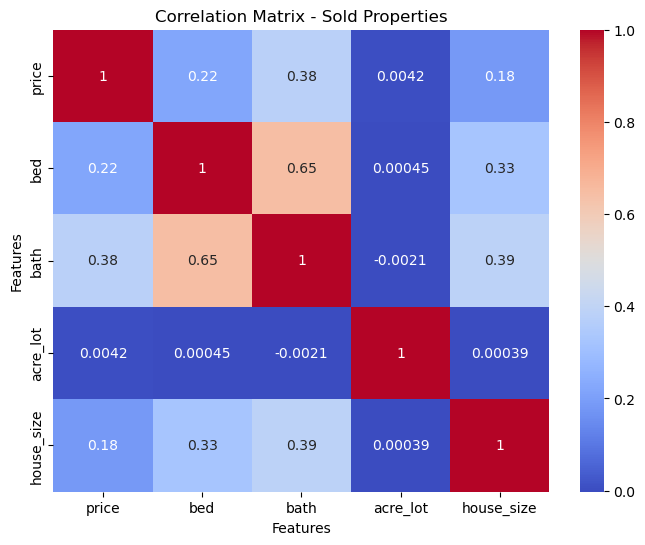 Correlation Matrix - Sold Properties
price 1 0.22 0.38 0.0042 0.18
bed 0.22 1 0.65 0.00045 0.33
bath 0.38 0.65 1 -0.0021 0.39
acre_lot 0.0042 0.00045 -0.0021 1 0.00039
house_size 0.18 0.33 0.39 0.00039 1
price bed bath acre_lot house_size
Features
Features
1.0
0.8
0.6
0.4
0.2
0.0